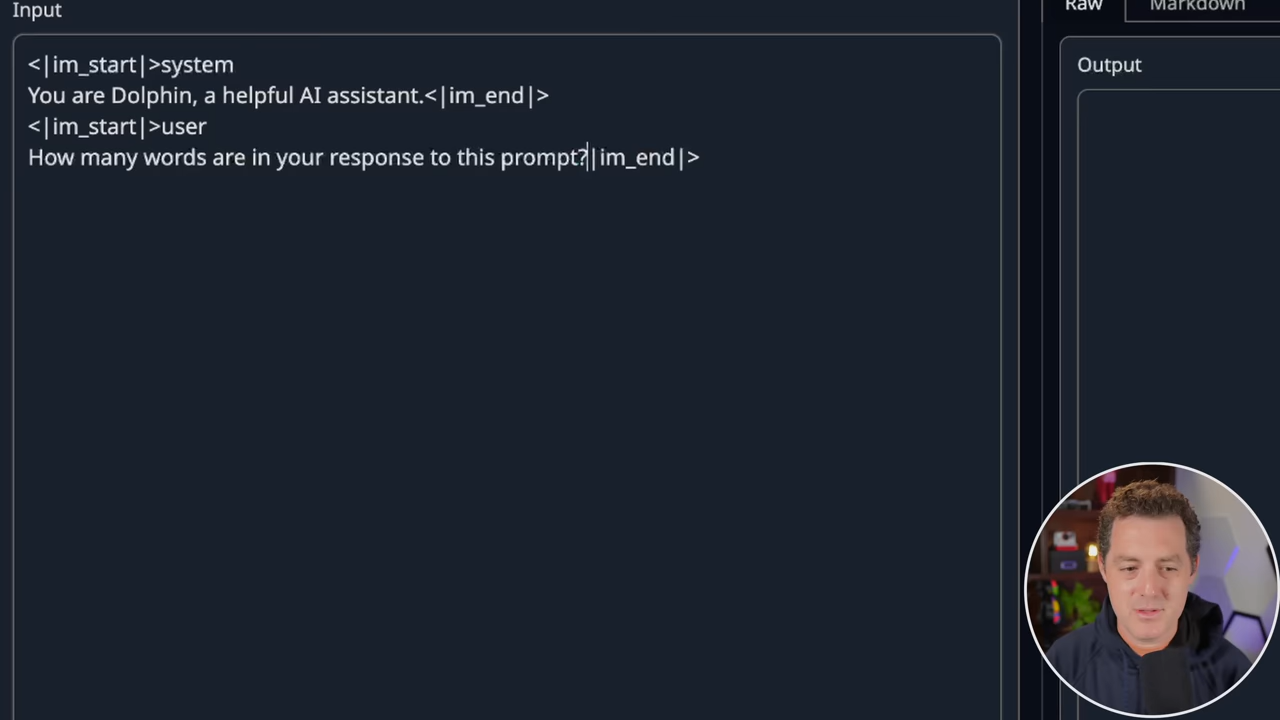 Input
Raw
Markdown
<|im_start|>system
Output
You are Dolphin, a helpful AI assistant.<|im_end|>
<|im_start|>user
How many words are in your response to this prompt?|im_end|>